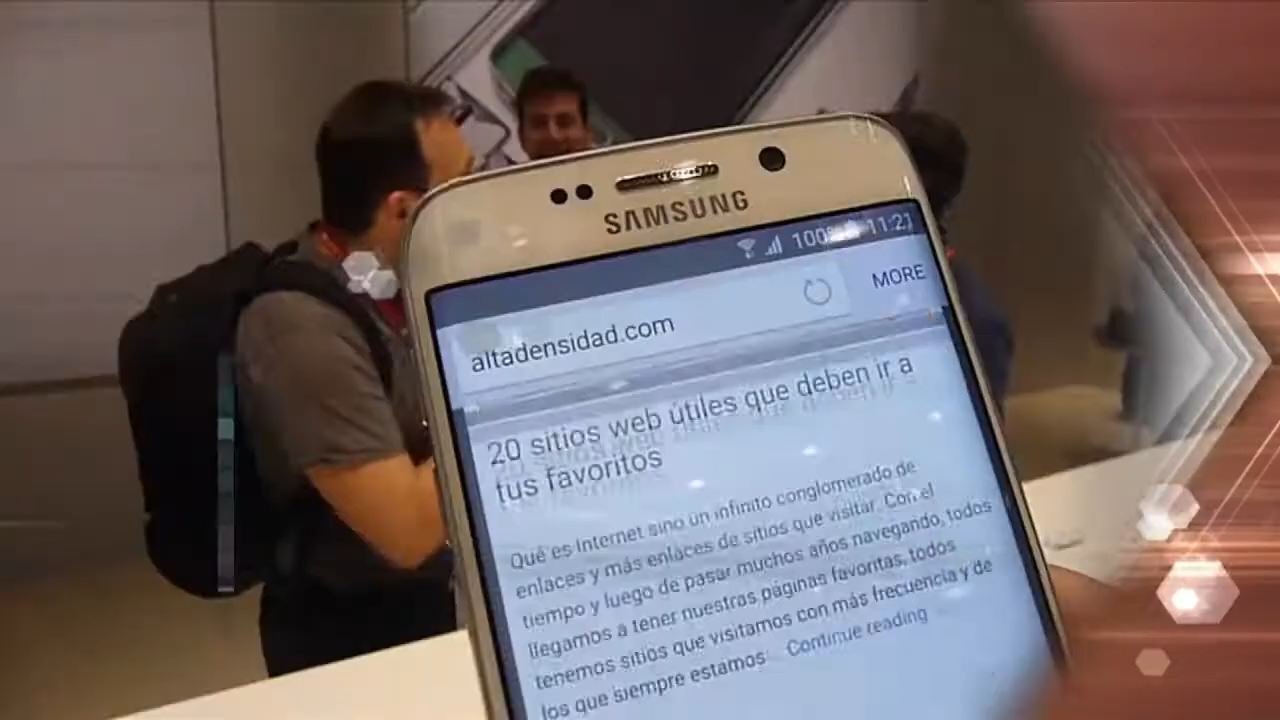 SAMSUNG
100% 11:21
altadensidad.com
MORE
20 sitios web útiles que deben ir a
tus favoritos
Qué es Internet sino un infinito conglomerado de
enlaces y más enlaces de sitios que visitar. Con el
tiempo y luego de pasar muchos años navegando, todos
llegamos a tener nuestras páginas favoritas, todos
tenemos sitios que visitamos con más frecuencia y de
los que siempre estamos Continue reading